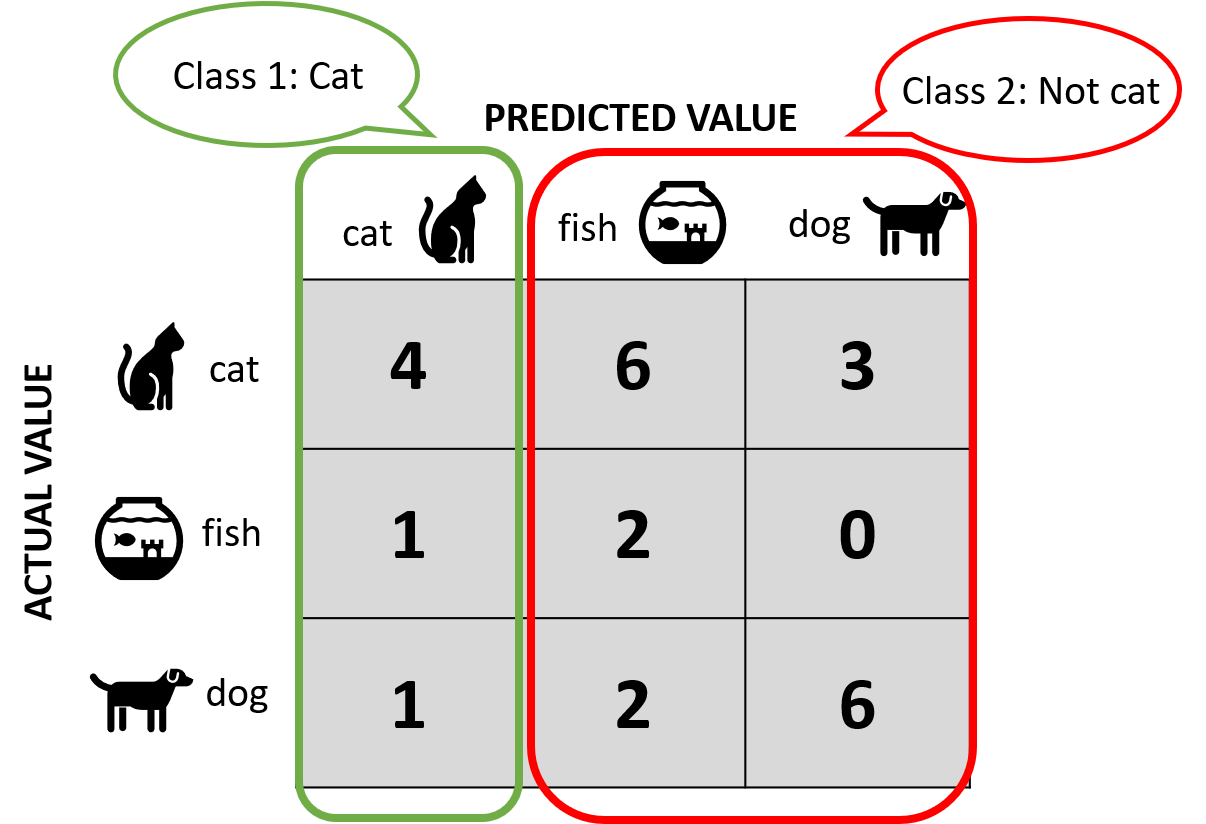 Class 1: Cat
Class 2: Not cat
PREDICTED VALUE
cat
fish
dog
ACTUAL VALUE
cat
4 6 3
fish
1 2 0
dog
1 2 6